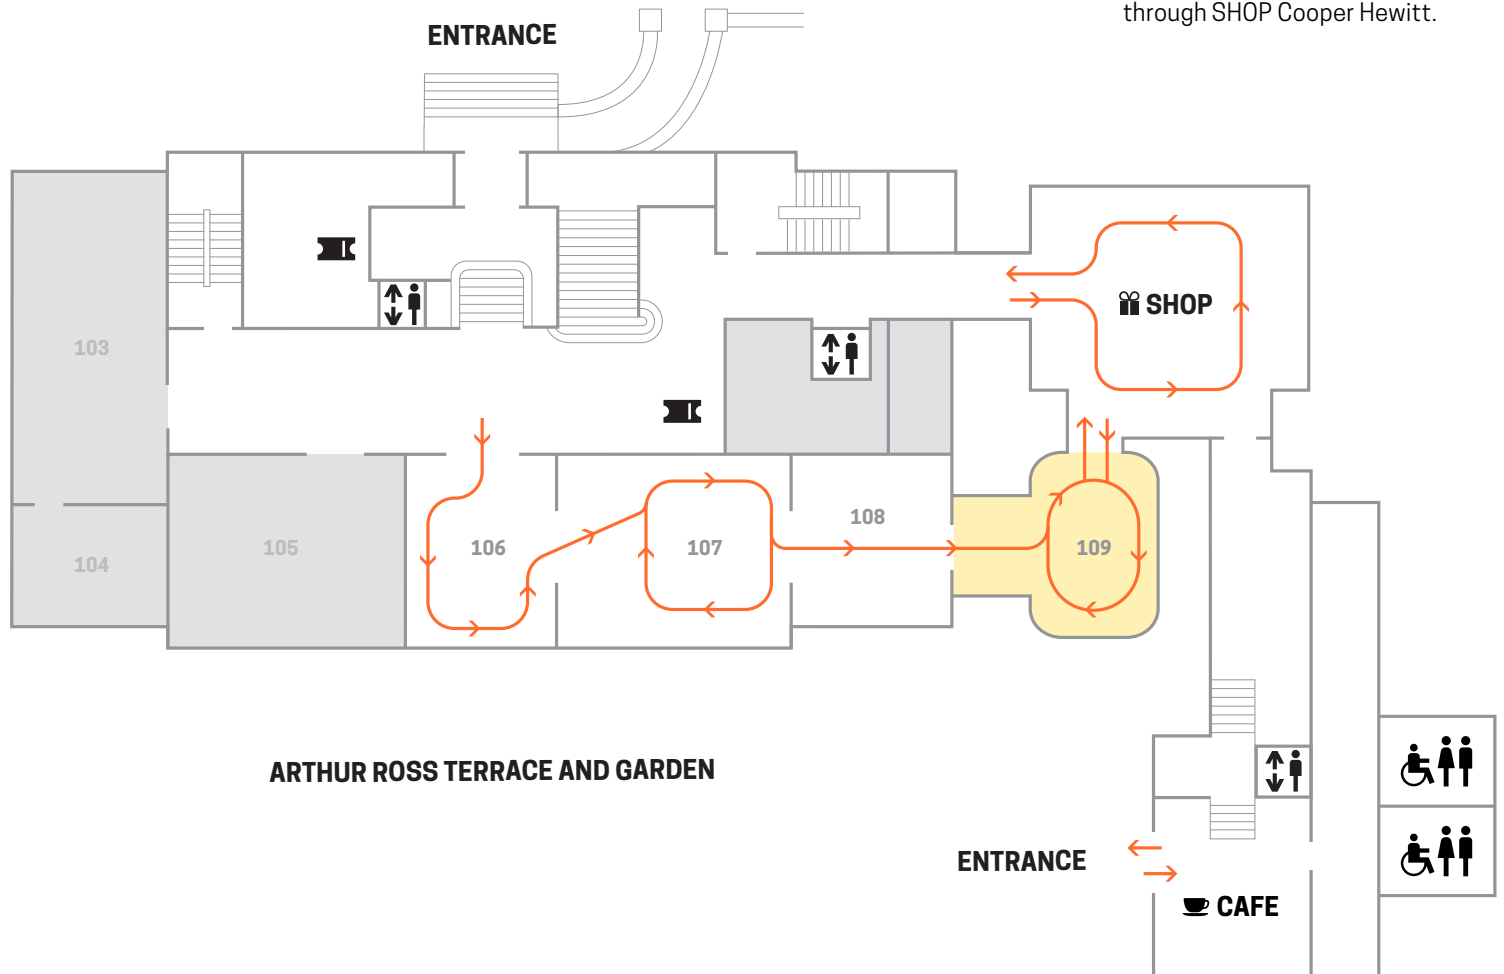 through SHOP Cooper Hewitt.
ENTRANCE
SHOP
103
104
105
106
107
108
109
ARTHUR ROSS TERRACE AND GARDEN
ENTRANCE
CAFE